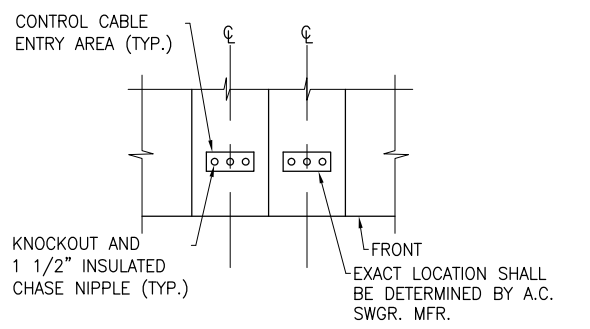 CONTROL CABLE
ENTRY AREA (TYP.)
℄ ℄
KNOCKOUT AND
1 1/2" INSULATED
CHASE NIPPLE (TYP.)
FRONT
EXACT LOCATION SHALL
BE DETERMINED BY A.C.
SWGR. MFR.